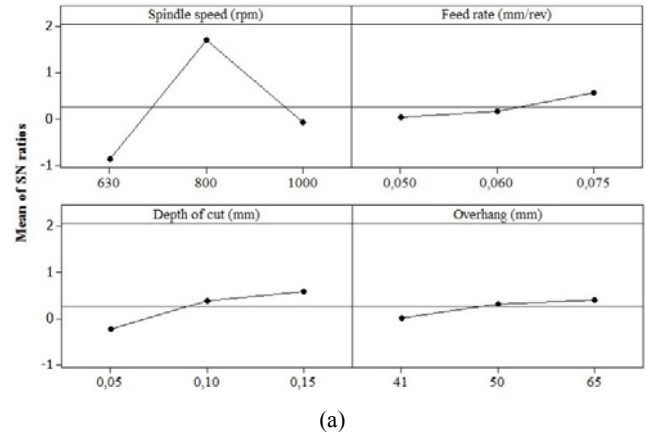 Spindle speed (rpm) Feed rate (mm/rev)
2
1
0
-1
630 800 1000 0,050 0,060 0,075
Mean of SN ratios
Depth of cut (mm) Overhang (mm)
2
1
0
-1
0,05 0,10 0,15 41 50 65
(a)